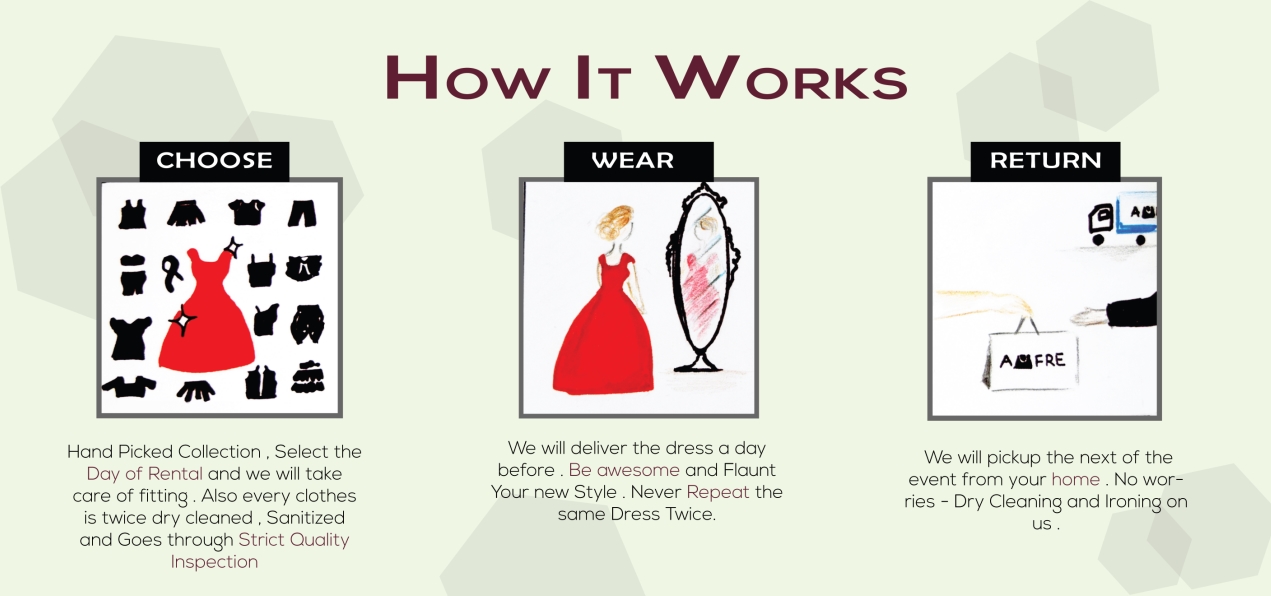 How It Works
CHOOSE
Hand Picked Collection , Select the
Day of Rental and we will take
care of fitting . Also every clothes
is twice dry cleaned , Sanitized
and Goes through Strict Quality
Inspection
WEAR
We will deliver the dress a day
before . Be awesome and Flaunt
Your new Style . Never Repeat the
same Dress Twice.
RETURN
A
A FRE
We will pickup the next of the
event from your home . No wor-
ries - Dry Cleaning and Ironing on
us .